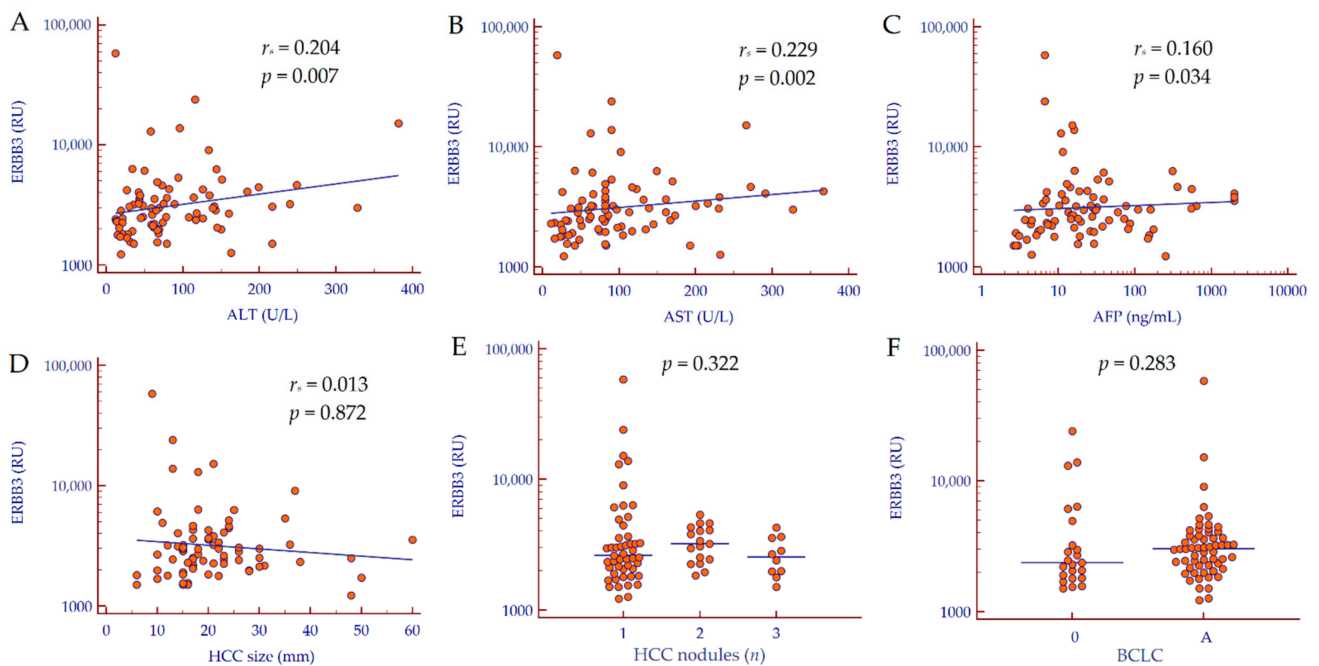 A
100,000
10,000
1000
ERBB3 (RU)
rs = 0.204
p = 0.007
0 100 200 300 400
ALT (U/L)
B
100,000
10,000
1000
ERBB3 (RU)
rs = 0.229
p = 0.002
0 100 200 300 400
AST (U/L)
C
100,000
10,000
1000
ERBB3 (RU)
rs = 0.160
p = 0.034
1 10 100 1000 10000
AFP (ng/mL)
D
100,000
10,000
1000
ERBB3 (RU)
rs = 0.013
p = 0.872
0 10 20 30 40 50 60
HCC size (mm)
E
100,000
10,000
1000
ERBB3 (RU)
p = 0.322
1 2 3
HCC nodules (n)
F
100,000
10,000
1000
ERBB3 (RU)
p = 0.283
0 A
BCLC